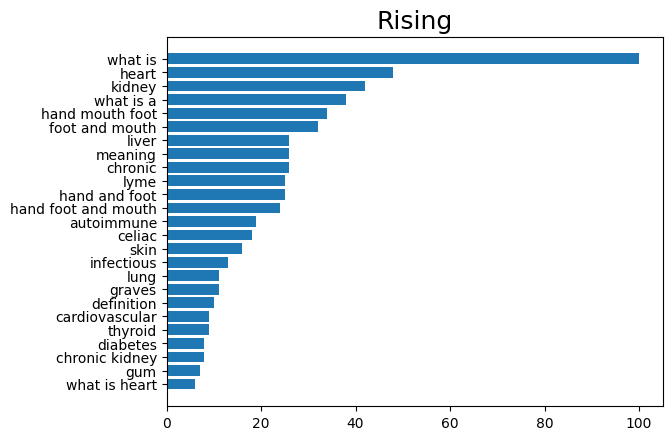 Rising
what is
heart
kidney
what is a
hand mouth foot
foot and mouth
liver
meaning
chronic
lyme
hand and foot
hand foot and mouth
autoimmune
celiac
skin
infectious
lung
graves
definition
cardiovascular
thyroid
diabetes
chronic kidney
gum
what is heart
0 20 40 60 80 100